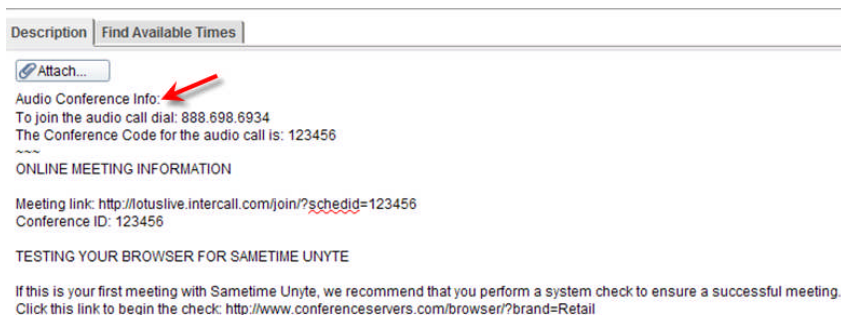 Description Find Available Times
Attach...
Audio Conference Info:
To join the audio call dial: 888.698.6934
The Conference Code for the audio call is: 123456
~~~
ONLINE MEETING INFORMATION
Meeting link: http://lotuslive.intercall.com/join/?schedid=123456
Conference ID: 123456
TESTING YOUR BROWSER FOR SAMETIME UNYTE
If this is your first meeting with Sametime Unyte, we recommend that you perform a system check to ensure a successful meeting.
Click this link to begin the check: http://www.conferenceservers.com/browser/?brand=Retail